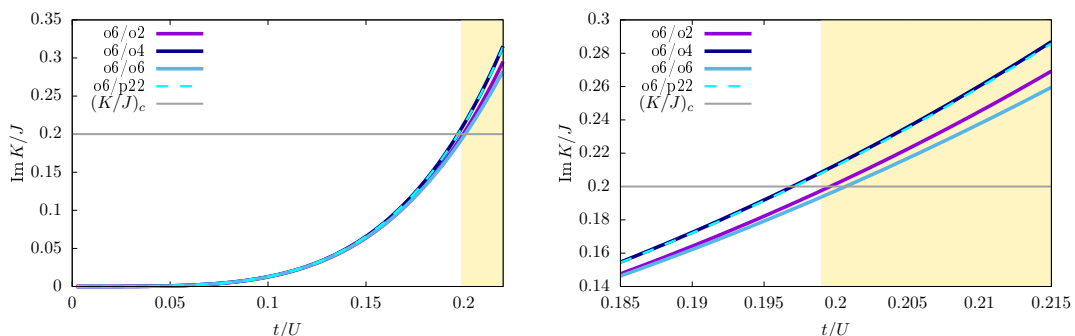 0.35
0.3
0.25
0.2
0.15
0.1
0.05
0
Im K/J
o6/o2
o6/o4
o6/o6
o6/p22
(K/J)c
0 0.05 0.1 0.15 0.2
t/U
0.3
0.28
0.26
0.24
0.22
0.2
0.18
0.16
0.14
Im K/J
o6/o2
o6/o4
o6/o6
o6/p22
(K/J)c
0.185 0.19 0.195 0.2 0.205 0.21 0.215
t/U